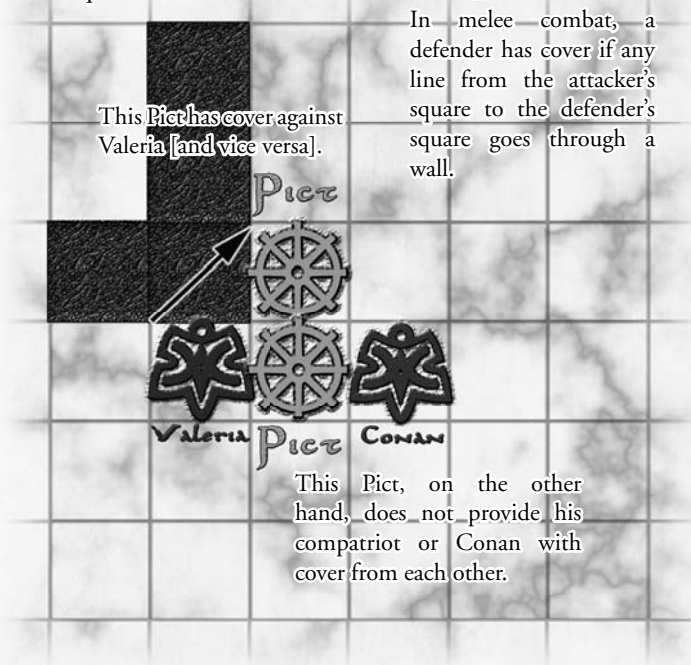 In melee combat, a
defender has cover if any
line from the attacker's
square to the defender's
square goes through a
wall.
This Pict has cover against
Valeria [and vice versa].
Pict
Valeria
Pict
Conan
This Pict, on the other
hand, does not provide his
compatriot or Conan with
cover from each other.